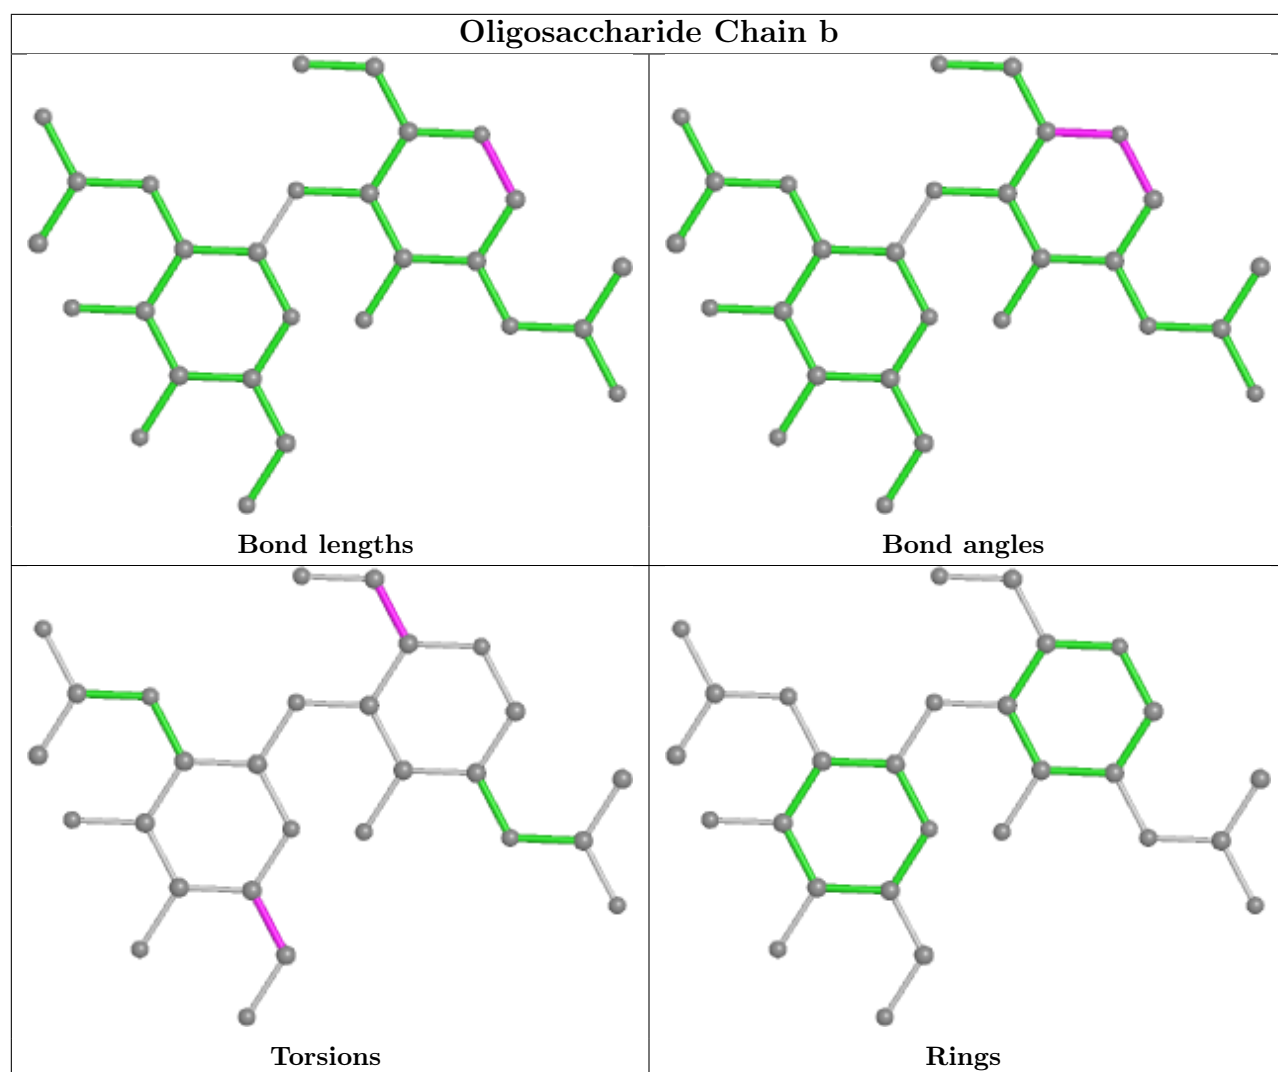 Oligosaccharide Chain b
Bond lengths
Bond angles
Torsions
Rings